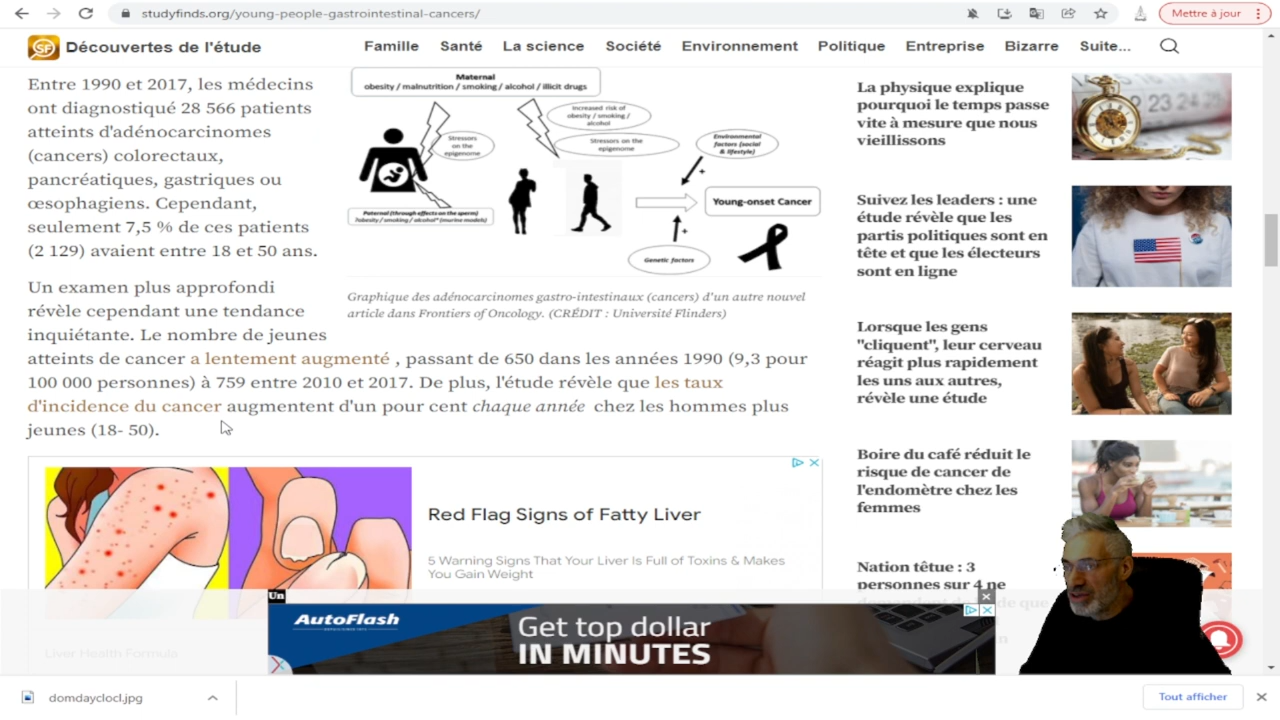 studyfinds.org/young-people-gastrointestinal-cancers/
Mettre à jour
SF Découvertes de l'étude
Famille Santé La science Société Environnement Politique Entreprise Bizarre Suite...
Entre 1990 et 2017, les médecins
ont diagnostiqué 28 566 patients
atteints d'adénocarcinomes
(cancers) colorectaux,
pancréatiques, gastriques ou
œsophagiens. Cependant,
seulement 7,5 % de ces patients
(2 129) avaient entre 18 et 50 ans.
Un examen plus approfondi
révèle cependant une tendance
inquiétante. Le nombre de jeunes
atteints de cancer a lentement augmenté , passant de 650 dans les années 1990 (9,3 pour
100 000 personnes) à 759 entre 2010 et 2017. De plus, l'étude révèle que les taux
d'incidence du cancer augmentent d'un pour cent chaque année chez les hommes plus
jeunes (18- 50).
Maternal
obesity / malnutrition / smoking / alcohol / illicit drugs
Stressors
on the
epigenome
Increased risk of
obesity / smoking /
alcohol
Stressors on the
epigenome
Environmental
factors (social
& lifestyle)
+
Young-onset Cancer
Paternal (through effects on the sperm)
?obesity / smoking / alcohol* (murine models)
+
Genetic factors
Graphique des adénocarcinomes gastro-intestinaux (cancers) d'un autre nouvel
article dans Frontiers of Oncology. (CRÉDIT : Université Flinders)
La physique explique
pourquoi le temps passe
vite à mesure que nous
vieillissons
Suivez les leaders : une
étude révèle que les
partis politiques sont en
tête et que les électeurs
sont en ligne
Lorsque les gens
"cliquent", leur cerveau
réagit plus rapidement
les uns aux autres,
révèle une étude
Boire du café réduit le
risque de cancer de
l'endomètre chez les
femmes
Nation têtue : 3
personnes sur 4 ne
Red Flag Signs of Fatty Liver
5 Warning Signs That Your Liver Is Full of Toxins & Makes
You Gain Weight
Liver Health Formula
Un
AutoFlash
Get top dollar
IN MINUTES
domdayclocl.jpg
Tout afficher